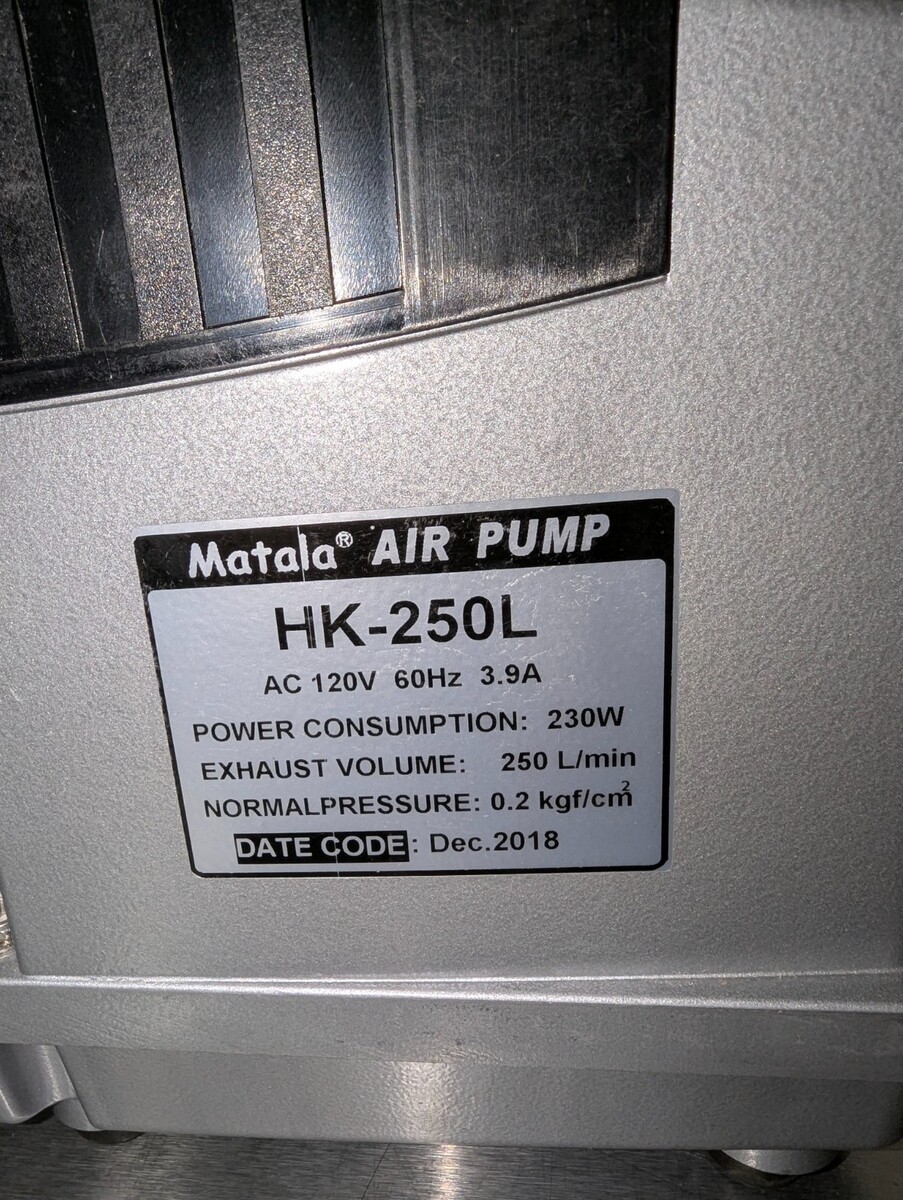 Matala® AIR PUMP
HK-250L
AC 120V 60Hz 3.9A
POWER CONSUMPTION: 230W
EXHAUST VOLUME: 250 L/min
NORMALPRESSURE: 0.2 kgf/cm²
DATE CODE: Dec.2018